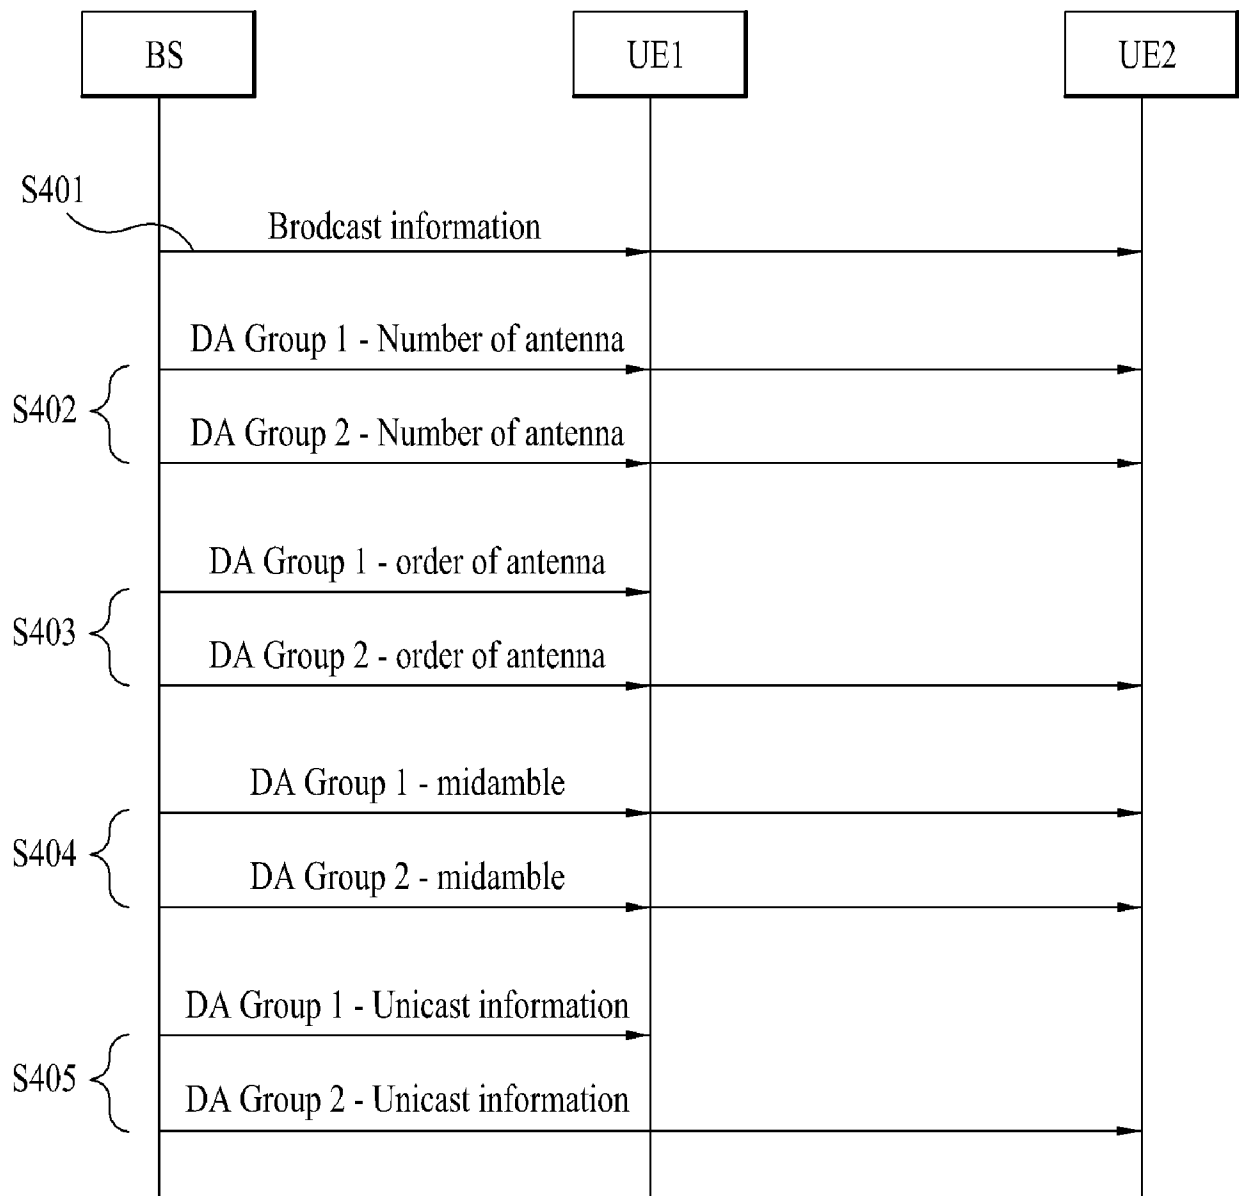 BS
UE1
UE2
S401
Brodcast information
DA Group 1 - Number of antenna
S402
DA Group 2 - Number of antenna
DA Group 1 - order of antenna
S403
DA Group 2 - order of antenna
DA Group 1 - midamble
S404
DA Group 2 - midamble
DA Group 1 - Unicast information
S405
DA Group 2 - Unicast information